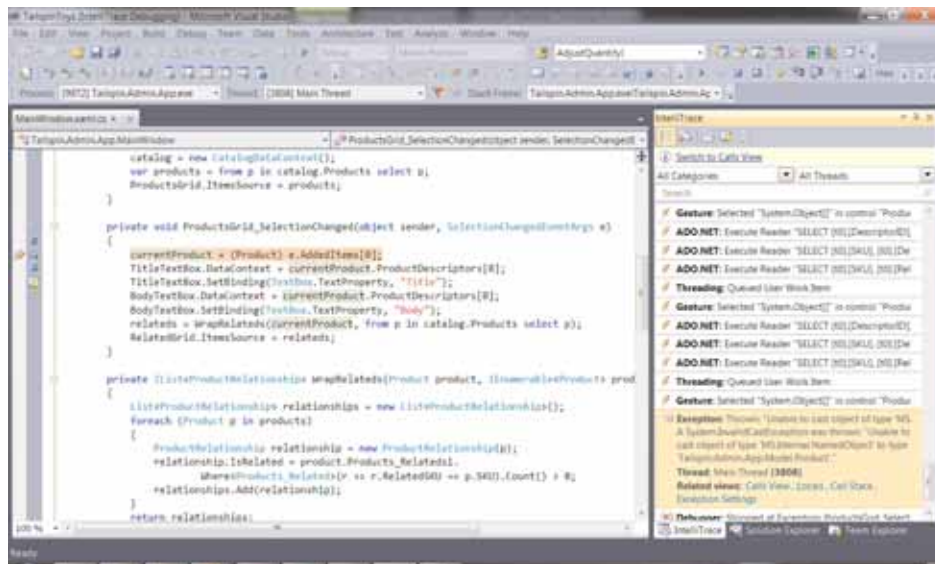 TailspinToys (IntelliTrace Debugging) - Microsoft Visual Studio
File Edit View Project Build Debug Team Data Tools Architecture Test Analyze Window Help
AdjustQuantity(
Process: [9872] Tailspin.Admin.App.exe Thread: [3808] Main Thread Stack Frame: Tailspin.Admin.App.exe!Tailspin.Admin.Ap
MainWindow.xaml.cs
Tailspin.Admin.App.MainWindow ProductsGrid_SelectionChanged(object sender, SelectionChangedE
catalog = new CatalogDataContext();
var products = from p in catalog.Products select p;
ProductsGrid.ItemsSource = products;
}
private void ProductsGrid_SelectionChanged(object sender, SelectionChangedEventArgs e)
{
currentProduct = (Product) e.AddedItems[0];
TitleTextBox.DataContext = currentProduct.ProductDescriptors[0];
TitleTextBox.SetBinding(TextBox.TextProperty, "Title");
BodyTextBox.DataContext = currentProduct.ProductDescriptors[0];
BodyTextBox.SetBinding(TextBox.TextProperty, "Body");
relateds = WrapRelateds(currentProduct, from p in catalog.Products select p);
RelatedGrid.ItemsSource = relateds;
}
private IList<ProductRelationship> WrapRelateds(Product product, IEnumerable<Product> prod
{
List<ProductRelationship> relationships = new List<ProductRelationship>();
foreach (Product p in products)
{
ProductRelationship relationship = new ProductRelationship(p);
relationship.IsRelated = product.Products_Relateds1.
Where<Products_Related>(r => r.RelatedSKU == p.SKU).Count() > 0;
relationships.Add(relationship);
}
return relationships;
100 %
Ready
IntelliTrace
Switch to Calls View
All Categories All Threads
Search
Gesture: Selected "System.Object[]" in control "Produ
ADO.NET: Execute Reader "SELECT [t0].[DescriptorID],
ADO.NET: Execute Reader "SELECT [t0].[SKU], [t0].[De
ADO.NET: Execute Reader "SELECT [t0].[SKU], [t0].[Rel
Threading: Queued User Work Item
Gesture: Selected "System.Object[]" in control "Produ
ADO.NET: Execute Reader "SELECT [t0].[DescriptorID],
ADO.NET: Execute Reader "SELECT [t0].[SKU], [t0].[De
ADO.NET: Execute Reader "SELECT [t0].[SKU], [t0].[Rel
Threading: Queued User Work Item
Gesture: Selected "System.Object[]" in control "Produ
Exception: Thrown: "Unable to cast object of type 'MS.
A System.InvalidCastException was thrown: "Unable to
cast object of type 'MS.Internal.NamedObject' to type
'Tailspin.Admin.App.Model.Product'."
Thread: Main Thread [3808]
Related views: Calls View, Locals, Call Stack,
Exception Settings
Debugger: Stopped at Exception: ProductsGrid_Select
IntelliTrace Solution Explorer Team Explorer